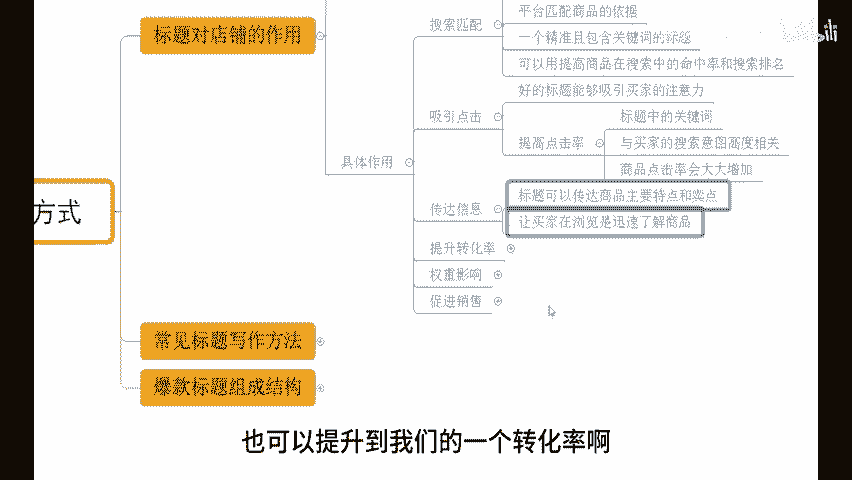 标题对店铺的作用
搜索匹配
平台匹配商品的依据
一个精准且包含关键词的标题
可以用提高商品在搜索中的命中率和搜索排名
吸引点击
好的标题能够吸引买家的注意力
提高点击率
标题中的关键词
与买家的搜索意图高度相关
商品点击率会大大增加
具体作用
传达信息
标题可以传达商品主要特点和卖点
让买家在浏览是迅速了解商品
提升转化率
权重影响
促进销售
方式
常见标题写作方法
爆款标题组成结构
也可以提升到我们的一个转化率啊